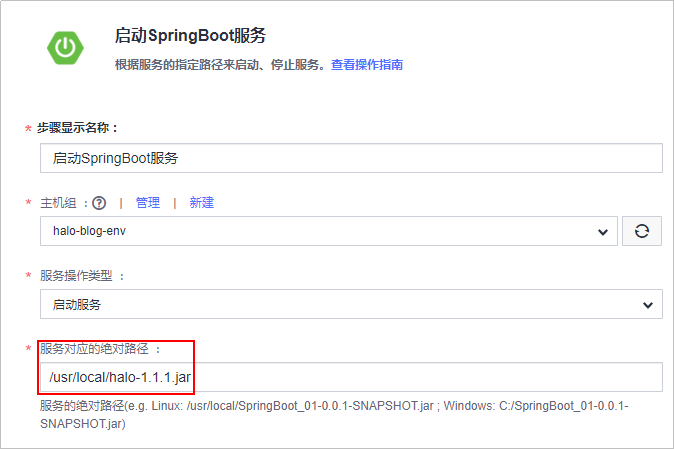 启动SpringBoot服务
根据服务的指定路径来启动、停止服务。查看操作指南
* 步骤显示名称：
启动SpringBoot服务
* 主机组 ：? | 管理 | 新建
halo-blog-env
* 服务操作类型 ：
启动服务
* 服务对应的绝对路径 ：
/usr/local/halo-1.1.1.jar
服务的绝对路径(e.g. Linux: /usr/local/SpringBoot_01-0.0.1-SNAPSHOT.jar ; Windows: C:/SpringBoot_01-0.0.1-
SNAPSHOT.jar)